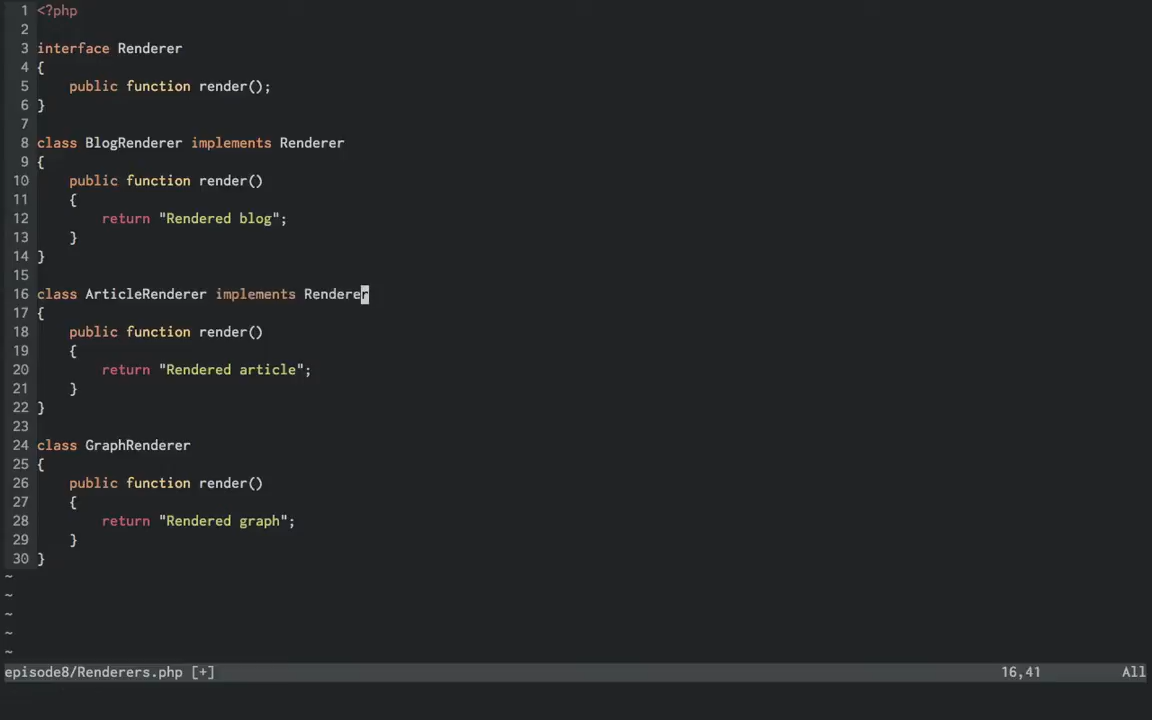 1 <?php
2
3 interface Renderer
4 {
5     public function render();
6 }
7
8 class BlogRenderer implements Renderer
9 {
10     public function render()
11     {
12         return "Rendered blog";
13     }
14 }
15
16 class ArticleRenderer implements Renderer
17 {
18     public function render()
19     {
20         return "Rendered article";
21     }
22 }
23
24 class GraphRenderer
25 {
26     public function render()
27     {
28         return "Rendered graph";
29     }
30 }
~
~
~
~
~
episode8/Renderers.php [+] 16,41 All